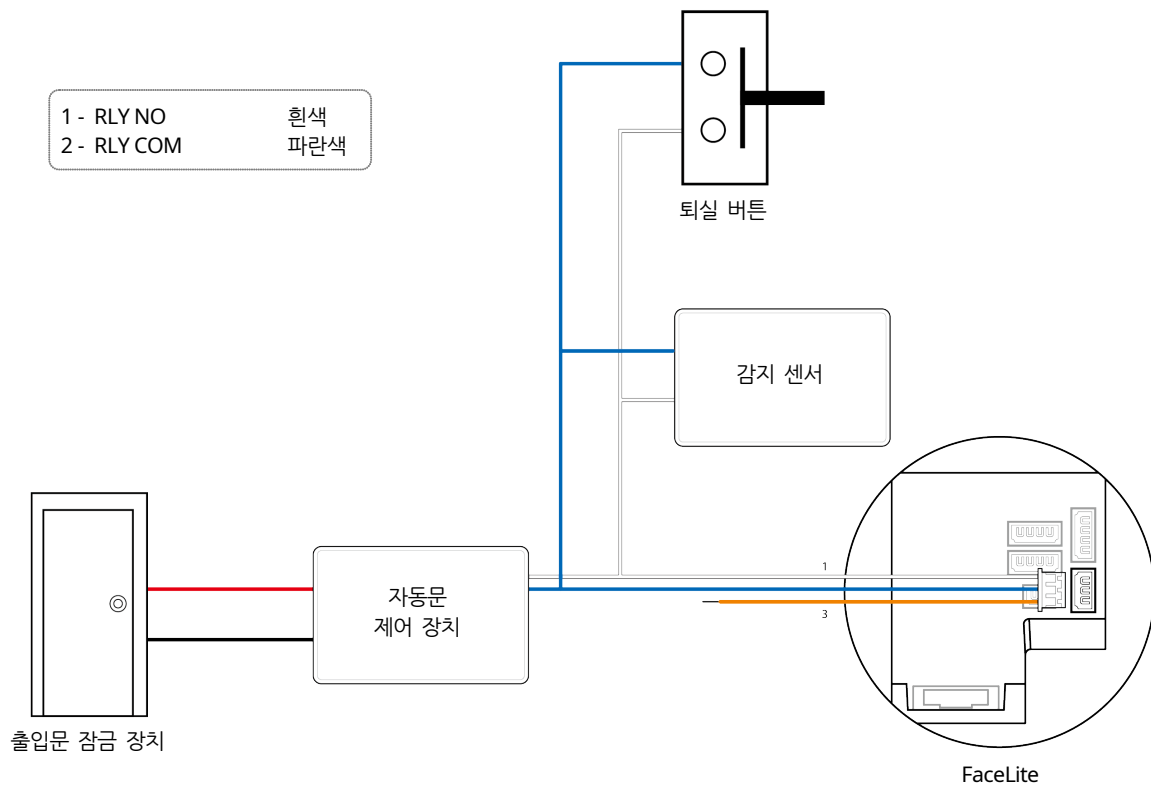 1 - RLY NO 흰색
2 - RLY COM 파란색
퇴실 버튼
감지 센서
자동문
제어 장치
1
3
출입문 잠금 장치
FaceLite